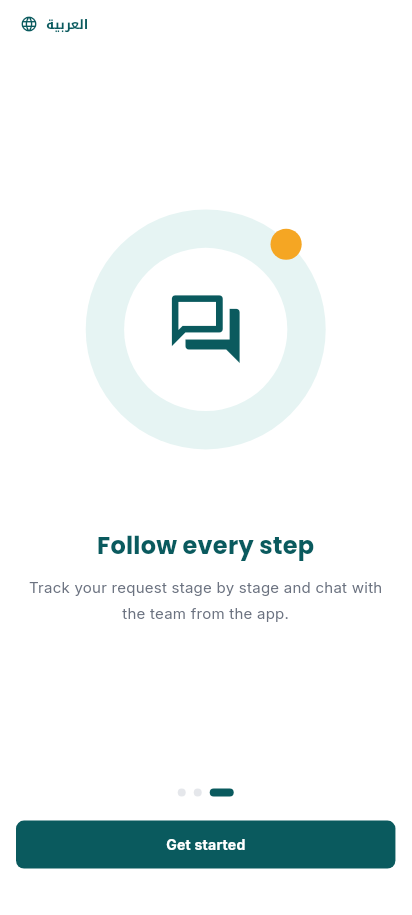 العربية
Follow every step
Track your request stage by stage and chat with
the team from the app.
Get started